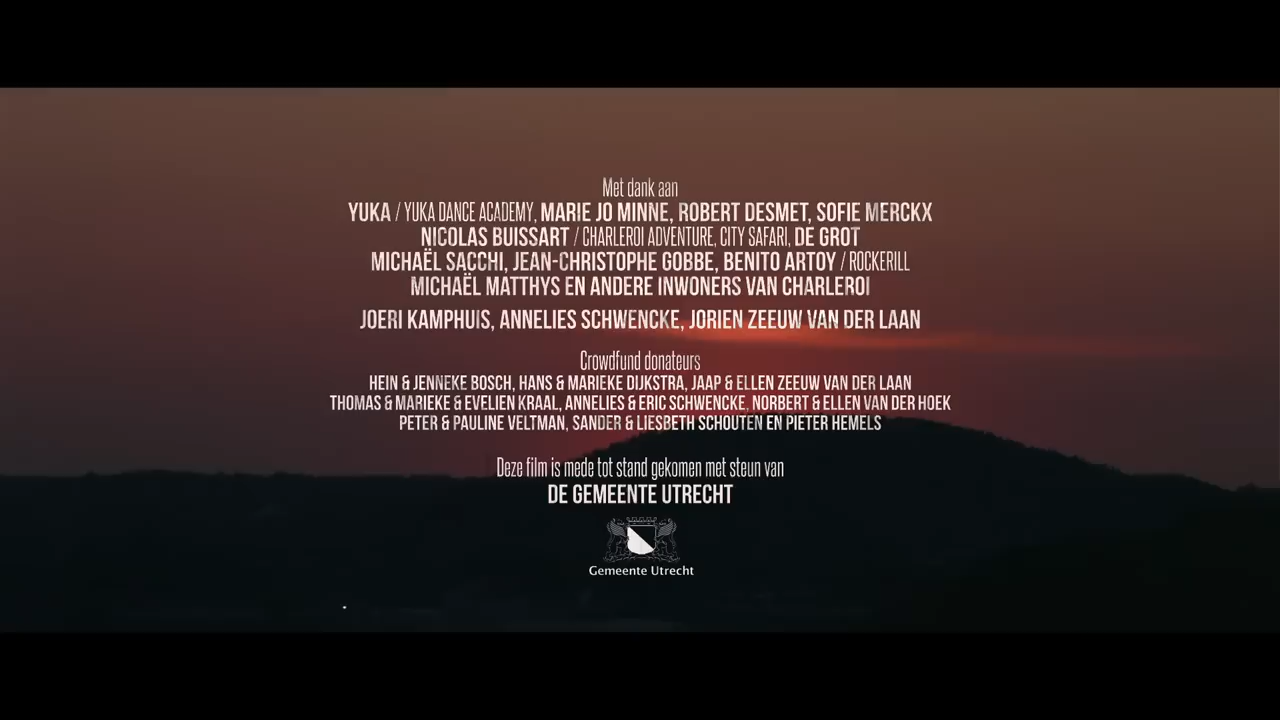 Met dank aan
YUKA / YUKA DANCE ACADEMY, MARIE JO MINNE, ROBERT DESMET, SOFIE MERCKX
NICOLAS BUISSART / CHARLEROI ADVENTURE, CITY SAFARI, DE GROT
MICHAËL SACCHI, JEAN-CHRISTOPHE GOBBE, BENITO ARTOY / ROCKERILL
MICHAËL MATTHYS EN ANDERE INWONERS VAN CHARLEROI
JOERI KAMPHUIS, ANNELIES SCHWENCKE, JORIEN ZEEUW VAN DER LAAN
Crowdfund donateurs
HEIN & JENNEKE BOSCH, HANS & MARIEKE DIJKSTRA, JAAP & ELLEN ZEEUW VAN DER LAAN
THOMAS & MARIEKE & EVELIEN KRAAL, ANNELIES & ERIC SCHWENCKE, NORBERT & ELLEN VAN DER HOEK
PETER & PAULINE VELTMAN, SANDER & LIESBETH SCHOUTEN EN PIETER HEMELS
Deze film is mede tot stand gekomen met steun van
DE GEMEENTE UTRECHT
Gemeente Utrecht